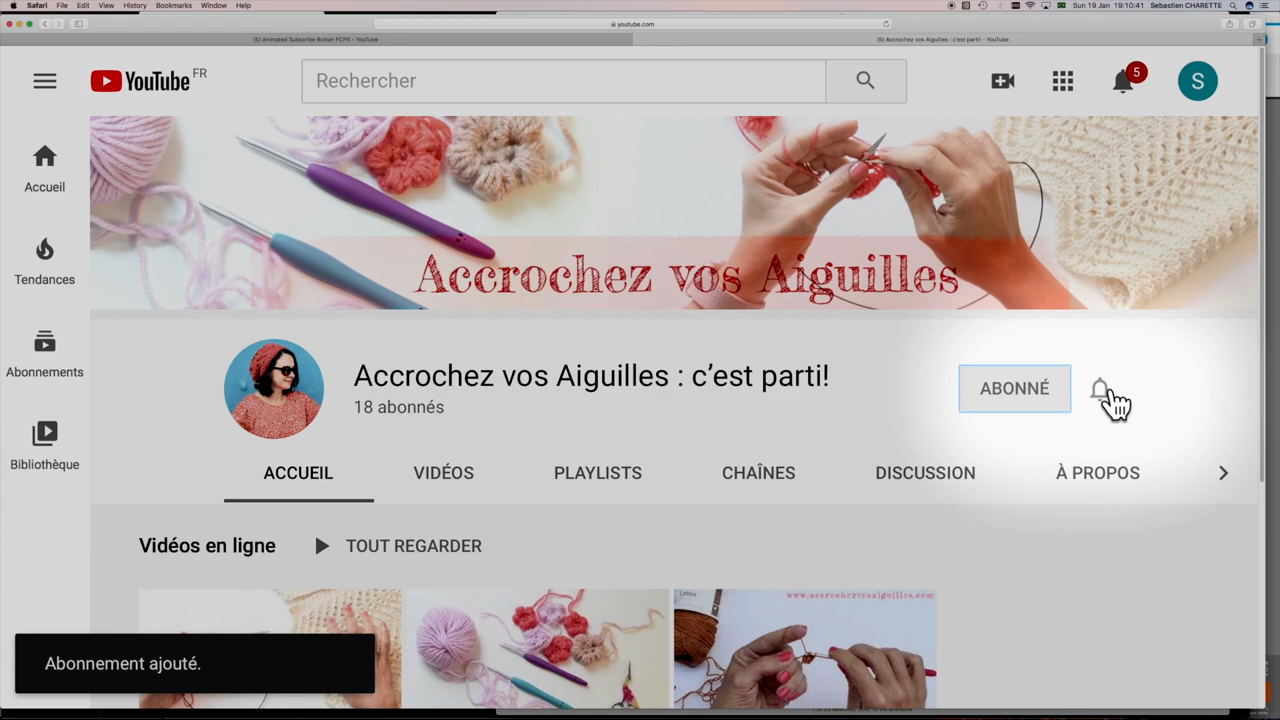 Safari File Edit View History Bookmarks Window Help
Sun 19 Jan 19:10:41 Sebastien CHARETTE
youtube.com
(5) Animated Subscribe Button FCPX - YouTube
(5) Accrochez vos Aiguilles : c'est parti! - YouTube
YouTube FR
Rechercher
5
S
Accueil
Tendances
Abonnements
Bibliothèque
Accrochez vos Aiguilles
Accrochez vos Aiguilles : c’est parti!
18 abonnés
ABONNÉ
ACCUEIL VIDÉOS PLAYLISTS CHAÎNES DISCUSSION À PROPOS
Vidéos en ligne TOUT REGARDER
www.accrochezvosaiguilles.com
Abonnement ajouté.